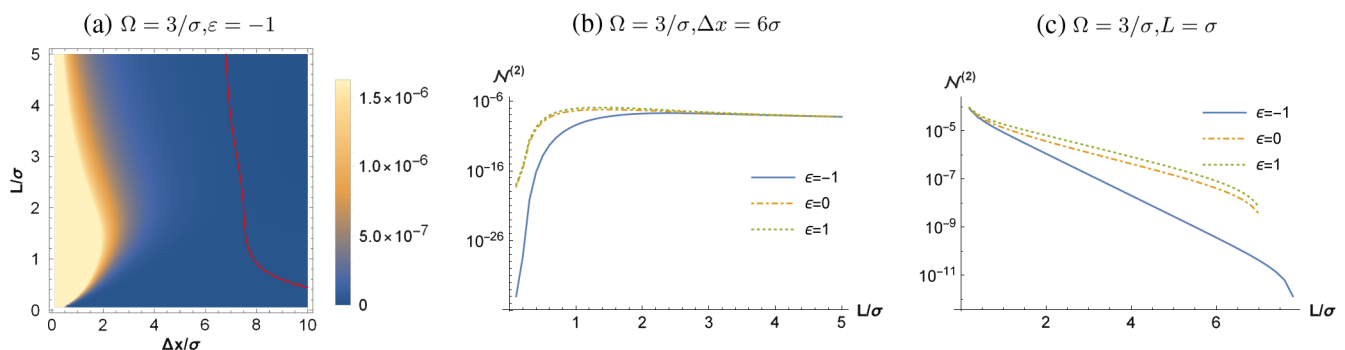 (a) Ω = 3/σ,ε = −1
5
4
3
2
1
0
L/σ
0
2
4
6
8
10
Δx/σ
1.5×10⁻⁶
1.0×10⁻⁶
5.0×10⁻⁷
0
(b) Ω = 3/σ,Δx = 6σ
𝒩⁽²⁾
10⁻⁶
10⁻¹⁶
10⁻²⁶
ϵ=−1
ϵ=0
ϵ=1
1
2
3
4
5
L/σ
(c) Ω = 3/σ,L = σ
𝒩⁽²⁾
10⁻⁵
10⁻⁷
10⁻⁹
10⁻¹¹
ϵ=−1
ϵ=0
ϵ=1
2
4
6
L/σ